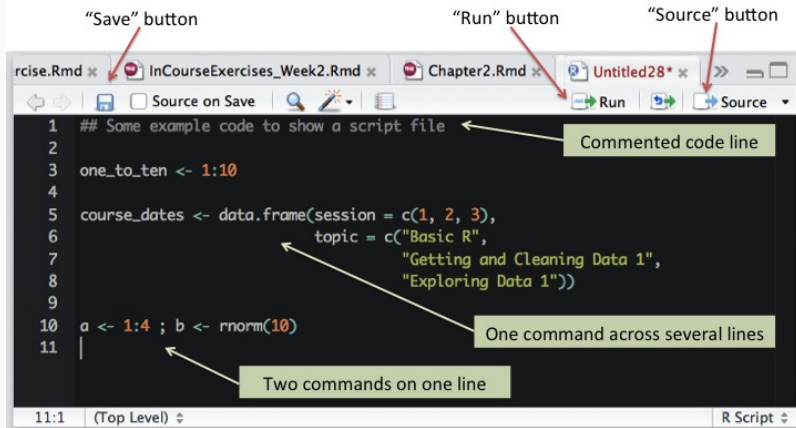 “Save” button
“Run” button
“Source” button
rcise.Rmd
InCourseExercises_Week2.Rmd
Chapter2.Rmd
Untitled28*
Source on Save
Run
Source
1 ## Some example code to show a script file
Commented code line
2
3 one_to_ten <- 1:10
4
5 course_dates <- data.frame(session = c(1, 2, 3),
6 topic = c("Basic R",
7 "Getting and Cleaning Data 1",
8 "Exploring Data 1"))
9
10 a <- 1:4 ; b <- rnorm(10)
One command across several lines
11
Two commands on one line
11:1 (Top Level)
R Script